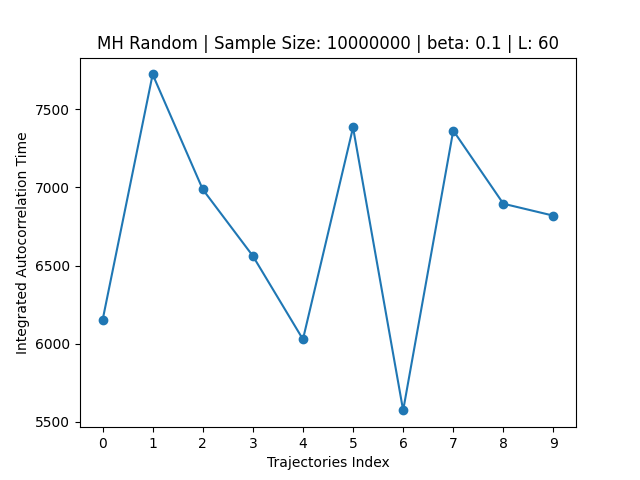 MH Random | Sample Size: 10000000 | beta: 0.1 | L: 60
Integrated Autocorrelation Time
7500
7000
6500
6000
5500
0 1 2 3 4 5 6 7 8 9
Trajectories Index